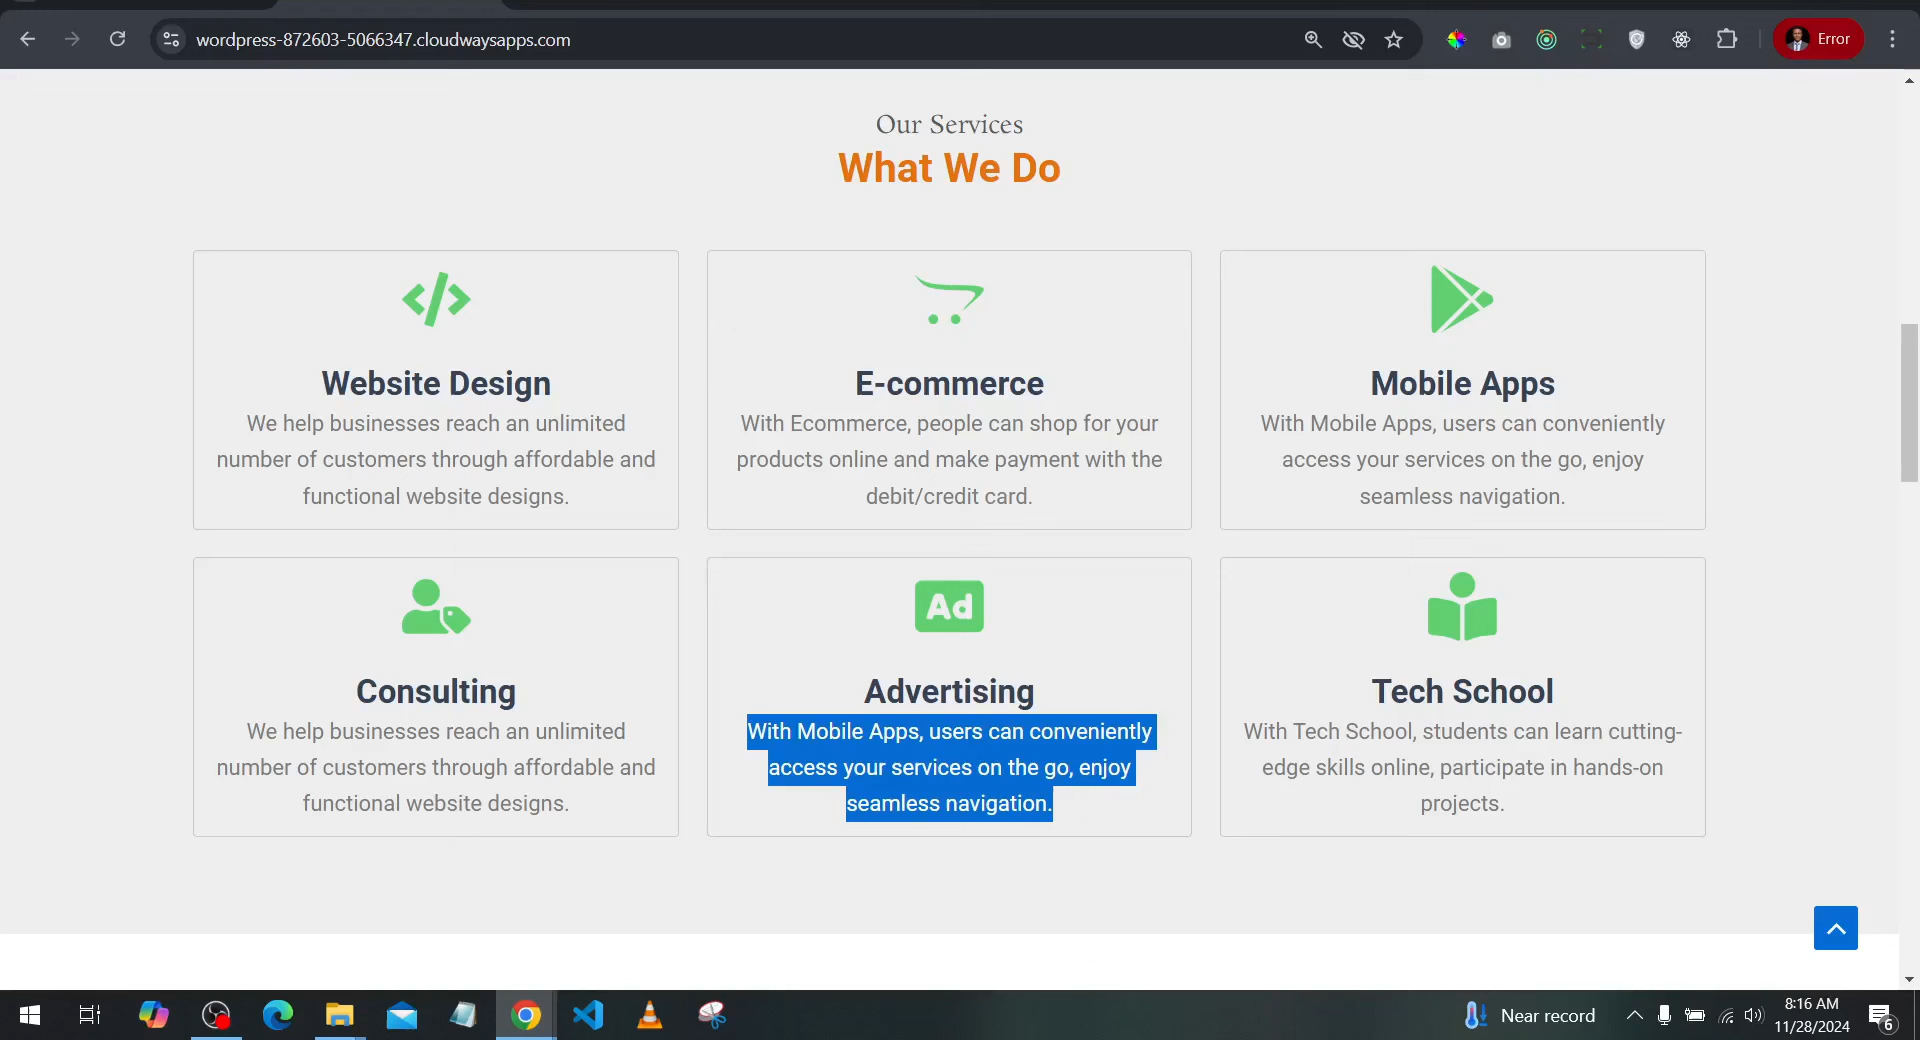 wordpress-872603-5066347.cloudwaysapps.com
Error
Our Services
What We Do
Website Design
We help businesses reach an unlimited
number of customers through affordable and
functional website designs.
E-commerce
With Ecommerce, people can shop for your
products online and make payment with the
debit/credit card.
Mobile Apps
With Mobile Apps, users can conveniently
access your services on the go, enjoy
seamless navigation.
Consulting
We help businesses reach an unlimited
number of customers through affordable and
functional website designs.
Ad
Advertising
With Mobile Apps, users can conveniently
access your services on the go, enjoy
seamless navigation.
Tech School
With Tech School, students can learn cutting-
edge skills online, participate in hands-on
projects.
Near record
8:16 AM
11/28/2024
6